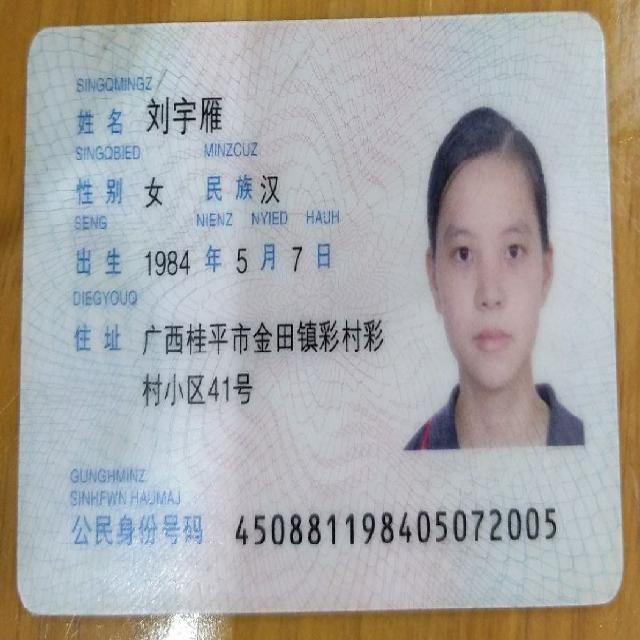 SINGQMINGZ
姓名 刘宇雁
SINGQBIED MINZCUZ
性别 女 民族 汉
SENG NIENZ NYIED HAUH
出生 1984 年 5 月 7 日
DIEGYOUQ
住址 广西桂平市金田镇彩村彩
村小区41号
GUNGHMINZ
SINHFWN HAUMAJ
公民身份号码 450881198405072005